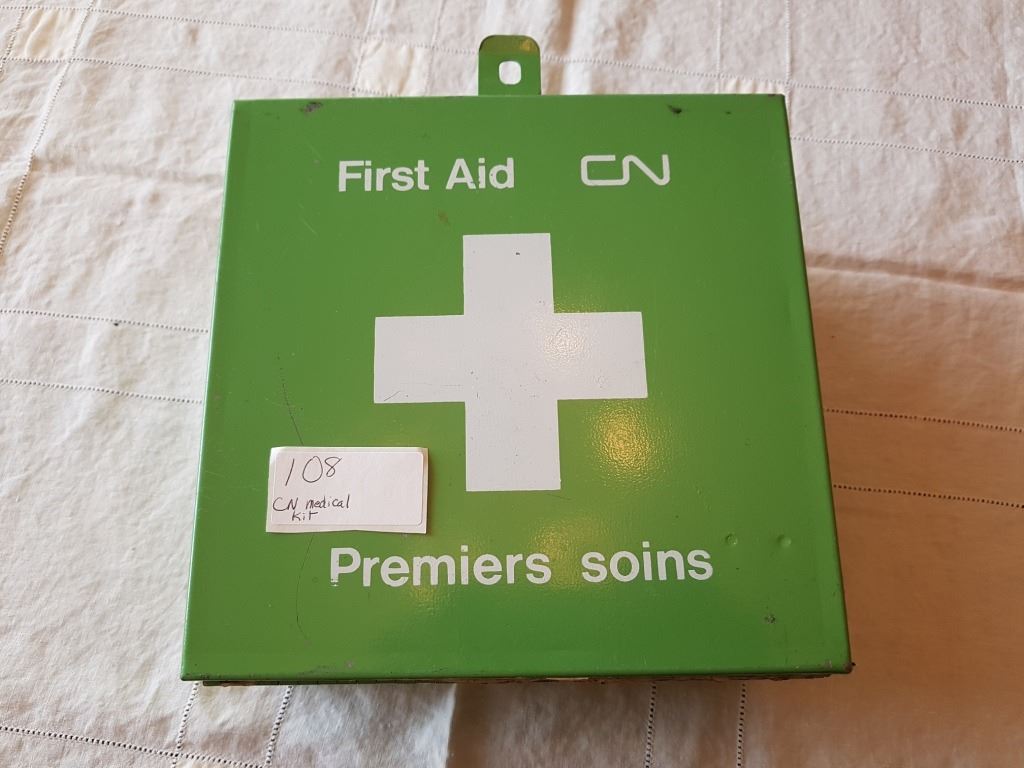 First Aid CN
108
CN medical
kit
Premiers soins